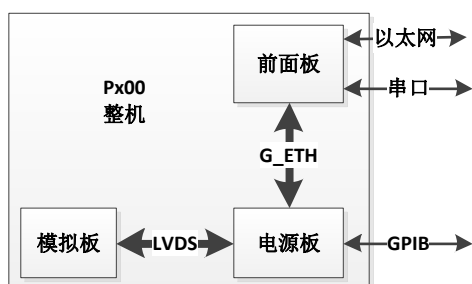 以太网
前面板
Px00
整机
串口
G_ETH
模拟板
LVDS
电源板
GPIB